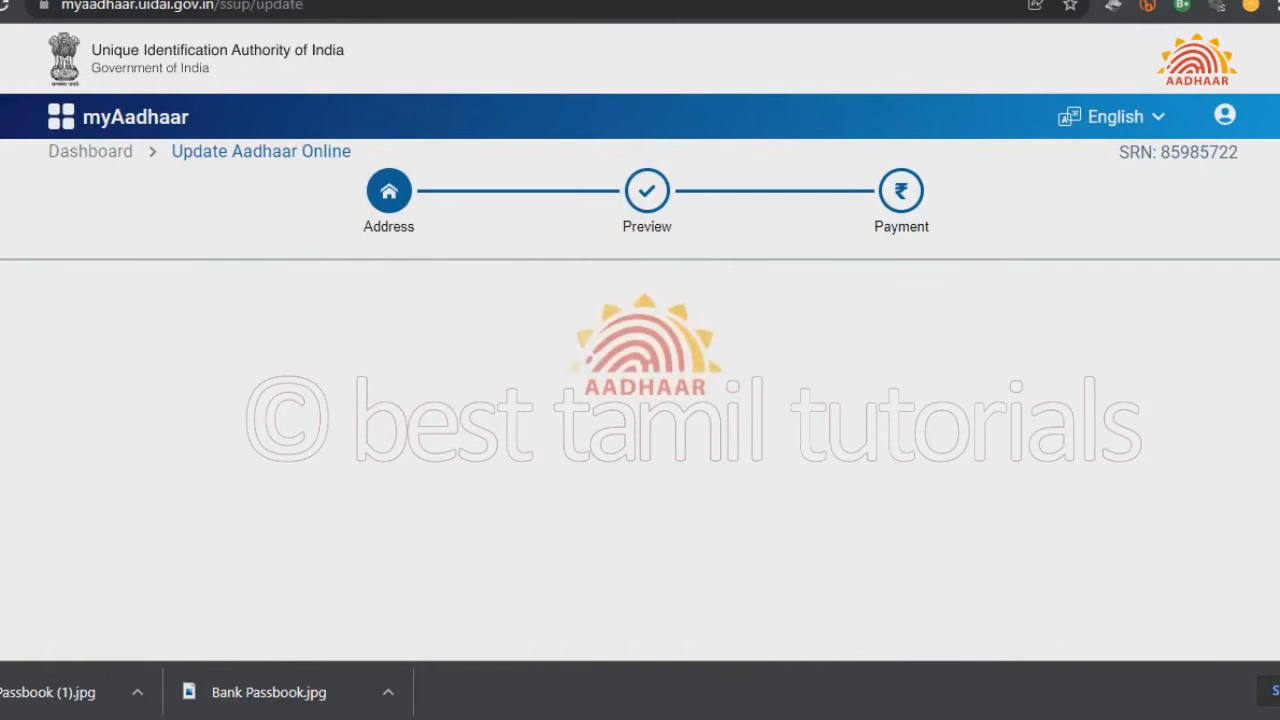 myaadhaar.uidai.gov.in/ssup/update
Unique Identification Authority of India
Government of India
AADHAAR
myAadhaar
English
Dashboard > Update Aadhaar Online
SRN: 85985722
Address
Preview
Payment
AADHAAR
© best tamil tutorials
Passbook (1).jpg
Bank Passbook.jpg